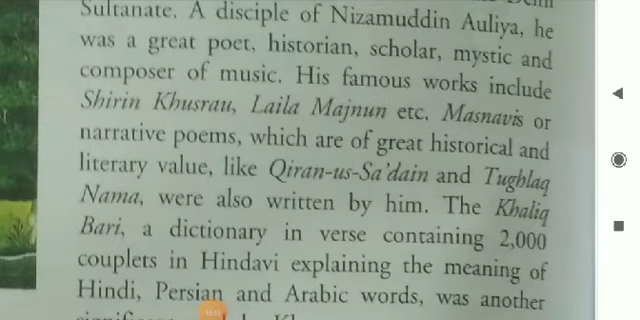 Sultanate. A disciple of Nizamuddin Auliya, he
was a great poet, historian, scholar, mystic and
composer of music. His famous works include
Shirin Khusrau, Laila Majnun etc. Masnavis or
narrative poems, which are of great historical and
literary value, like Qiran-us-Sa'dain and Tughlaq
Nama, were also written by him. The Khaliq
Bari, a dictionary in verse containing 2,000
couplets in Hindavi explaining the meaning of
Hindi, Persian and Arabic words, was another